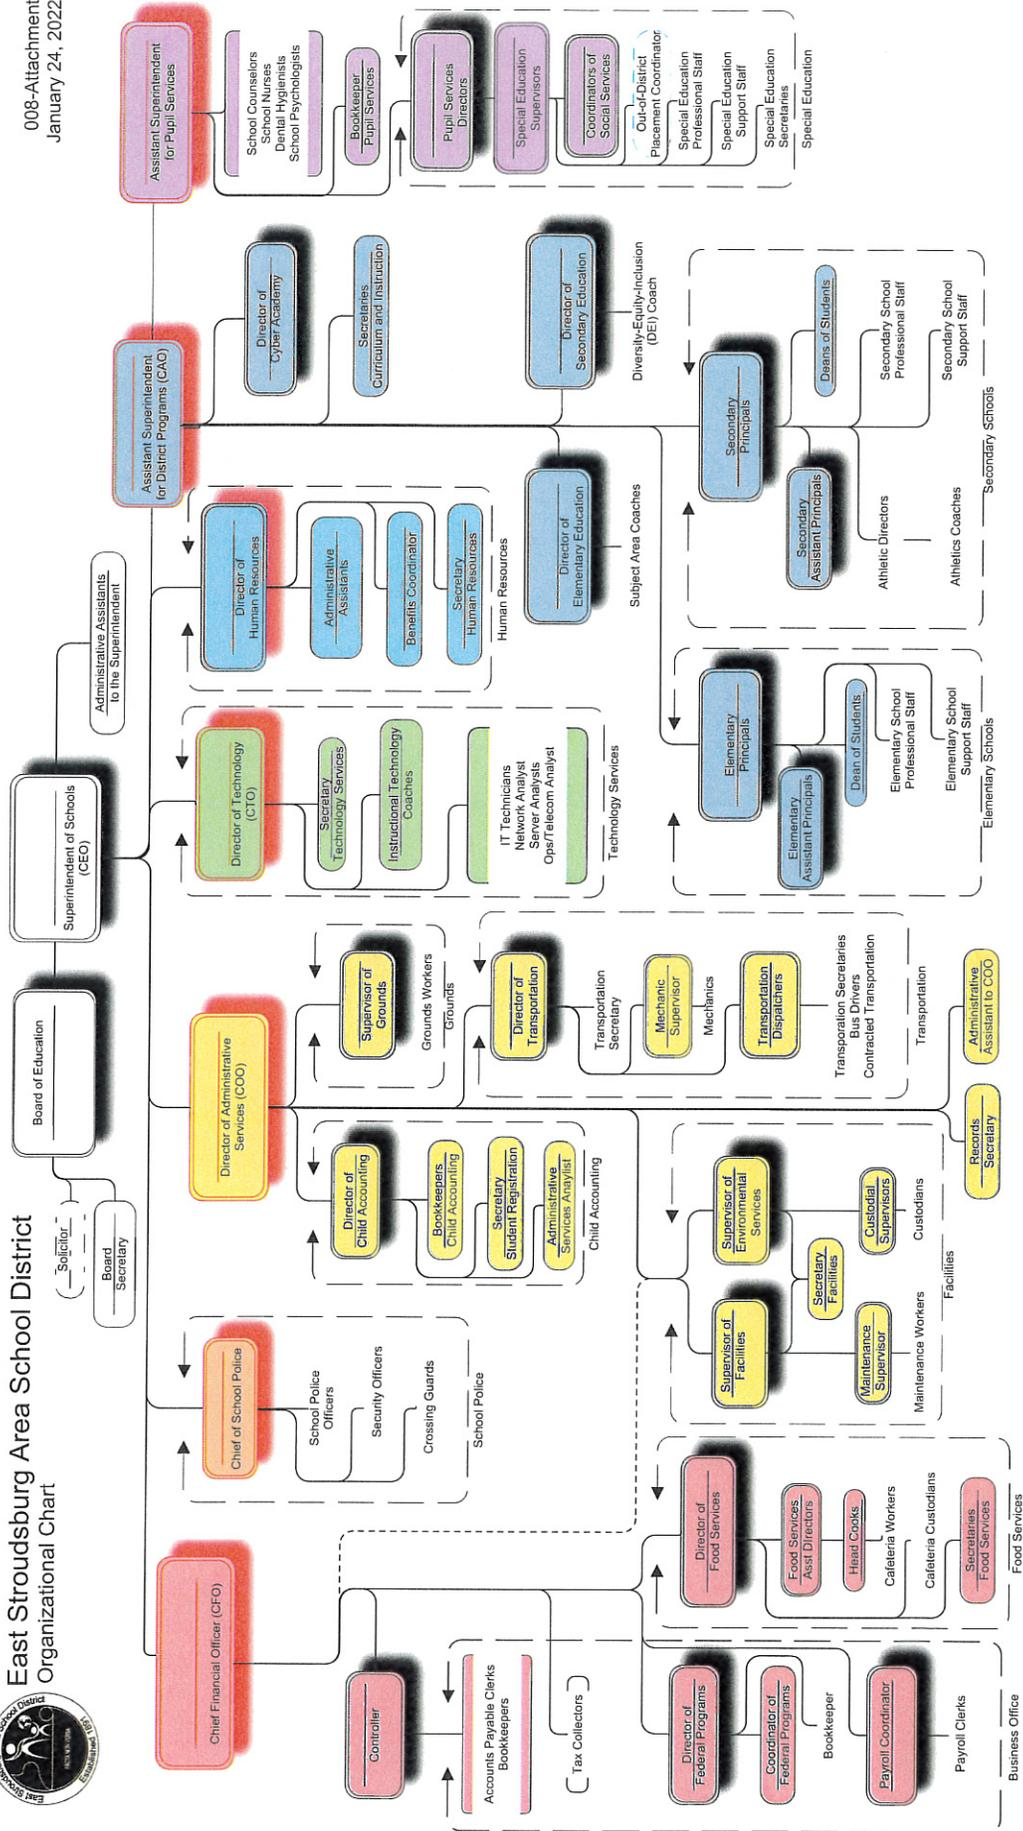 008-Attachment
January 24, 2022
East Stroudsburg Area School District
Organizational Chart
School District
East Strouds
Established 1891
Board of Education
Solicitor
Board
Secretary
Superintendent of Schools
(CEO)
Administrative Assistants
to the Superintendent
Chief Financial Officer (CFO)
Controller
Accounts Payable Clerks
Bookkeepers
Tax Collectors
Director of
Federal Programs
Coordinator of
Federal Programs
Bookkeeper
Payroll Coordinator
Payroll Clerks
Business Office
Director of
Food Services
Food Services
Asst Directors
Head Cooks
Cafeteria Workers
Cafeteria Custodians
Secretaries
Food Services
Food Services
Chief of School Police
School Police
Officers
Security Officers
Crossing Guards
School Police
Director of Administrative
Services (COO)
Director of
Child Accounting
Bookkeepers
Child Accounting
Secretary
Student Registration
Administrative
Services Anaylist
Child Accounting
Supervisor of
Grounds
Grounds Workers
Grounds
Director of
Transportation
Transportation
Secretary
Mechanic
Supervisor
Mechanics
Transportation
Dispatchers
Transporation Secretaries
Bus Drivers
Contracted Transportation
Transportation
Supervisor of
Facilities
Supervisor of
Environmental
Services
Secretary
Facilities
Maintenance
Supervisor
Custodial
Supervisors
Maintenance Workers
Custodians
Facilities
Records
Secretary
Administrative
Assistant to COO
Director of Technology
(CTO)
Secretary
Technology Services
Instructional Technology
Coaches
IT Technicians
Network Analyst
Server Analysts
Ops/Telecom Analyst
Technology Services
Director of
Human Resources
Administrative
Assistants
Benefits Coordinator
Secretary
Human Resources
Human Resources
Assistant Superintendent
for District Programs (CAO)
Director of
Cyber Academy
Secretaries
Curriculum and Instruction
Director of
Elementary Education
Subject Area Coaches
Director of
Secondary Education
Diversity-Equity-Inclusion
(DEI) Coach
Elementary
Principals
Elementary
Assistant Principals
Dean of Students
Elementary School
Professional Staff
Elementary School
Support Staff
Elementary Schools
Secondary
Principals
Secondary
Assistant Principals
Deans of Students
Athletic Directors
Secondary School
Professional Staff
Athletics Coaches
Secondary School
Support Staff
Secondary Schools
Assistant Superintendent
for Pupil Services
School Counselors
School Nurses
Dental Hygienists
School Psychologists
Bookkeeper
Pupil Services
Pupil Services
Directors
Special Education
Supervisors
Coordinators of
Social Services
Out-of-District
Placement Coordinator
Special Education
Professional Staff
Special Education
Support Staff
Special Education
Secretaries
Special Education